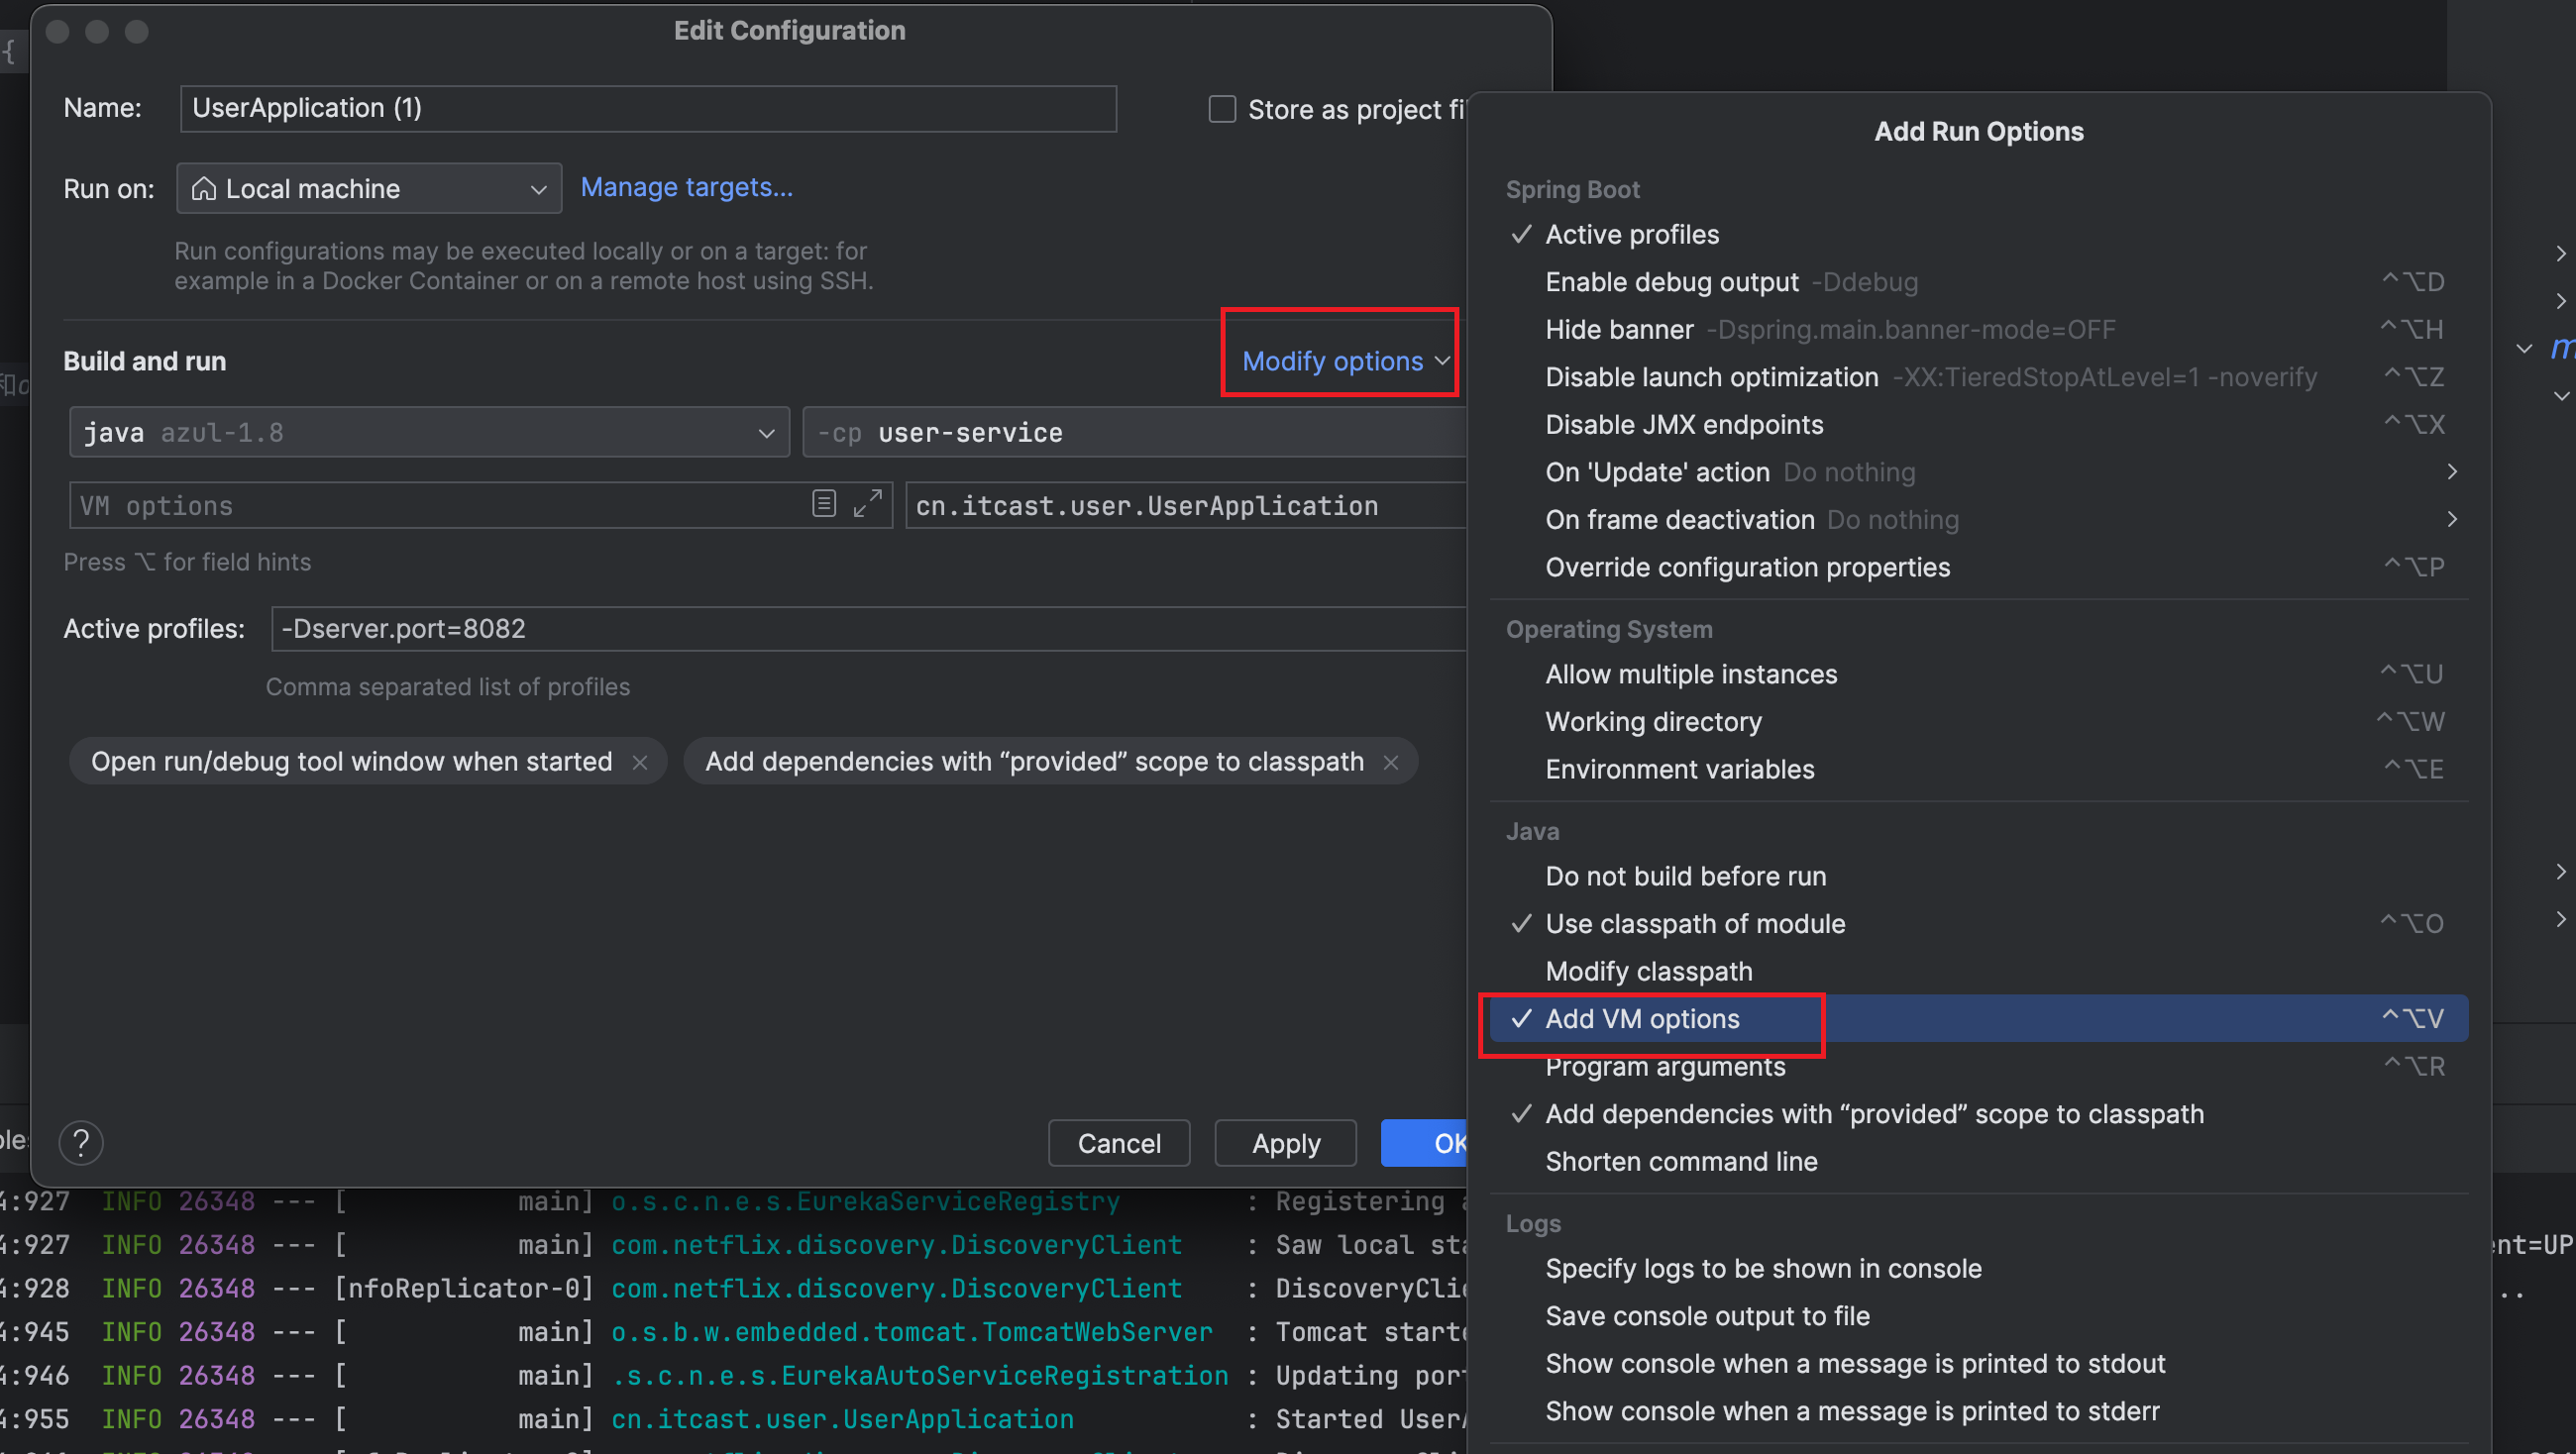 Edit Configuration
Name: UserApplication (1)
Store as project fi
Run on: Local machine Manage targets...
Run configurations may be executed locally or on a target: for
example in a Docker Container or on a remote host using SSH.
Build and run
Modify options
java azul-1.8
-cp user-service
VM options
cn.itcast.user.UserApplication
Press ⌥ for field hints
Active profiles: -Dserver.port=8082
Comma separated list of profiles
Open run/debug tool window when started ×
Add dependencies with “provided” scope to classpath ×
?
Cancel
Apply
OK
Add Run Options
Spring Boot
✓ Active profiles
Enable debug output -Ddebug ⌃⌥D
Hide banner -Dspring.main.banner-mode=OFF ⌃⌥H
Disable launch optimization -XX:TieredStopAtLevel=1 -noverify ⌃⌥Z
Disable JMX endpoints ⌃⌥X
On 'Update' action Do nothing
On frame deactivation Do nothing
Override configuration properties ⌃⌥P
Operating System
Allow multiple instances ⌃⌥U
Working directory ⌃⌥W
Environment variables ⌃⌥E
Java
Do not build before run
✓ Use classpath of module ⌃⌥O
Modify classpath
✓ Add VM options ⌃⌥V
Program arguments ⌃⌥R
✓ Add dependencies with “provided” scope to classpath
Shorten command line
Logs
Specify logs to be shown in console
Save console output to file
Show console when a message is printed to stdout
Show console when a message is printed to stderr
{
m
4:927 INFO 26348 --- [ main] o.s.c.n.e.s.EurekaServiceRegistry : Registering
4:927 INFO 26348 --- [ main] com.netflix.discovery.DiscoveryClient : Saw local sta
ent=UP
4:928 INFO 26348 --- [nfoReplicator-0] com.netflix.discovery.DiscoveryClient : DiscoveryClie
..
4:945 INFO 26348 --- [ main] o.s.b.w.embedded.tomcat.TomcatWebServer : Tomcat starte
4:946 INFO 26348 --- [ main] .s.c.n.e.s.EurekaAutoServiceRegistration : Updating por
4:955 INFO 26348 --- [ main] cn.itcast.user.UserApplication : Started User